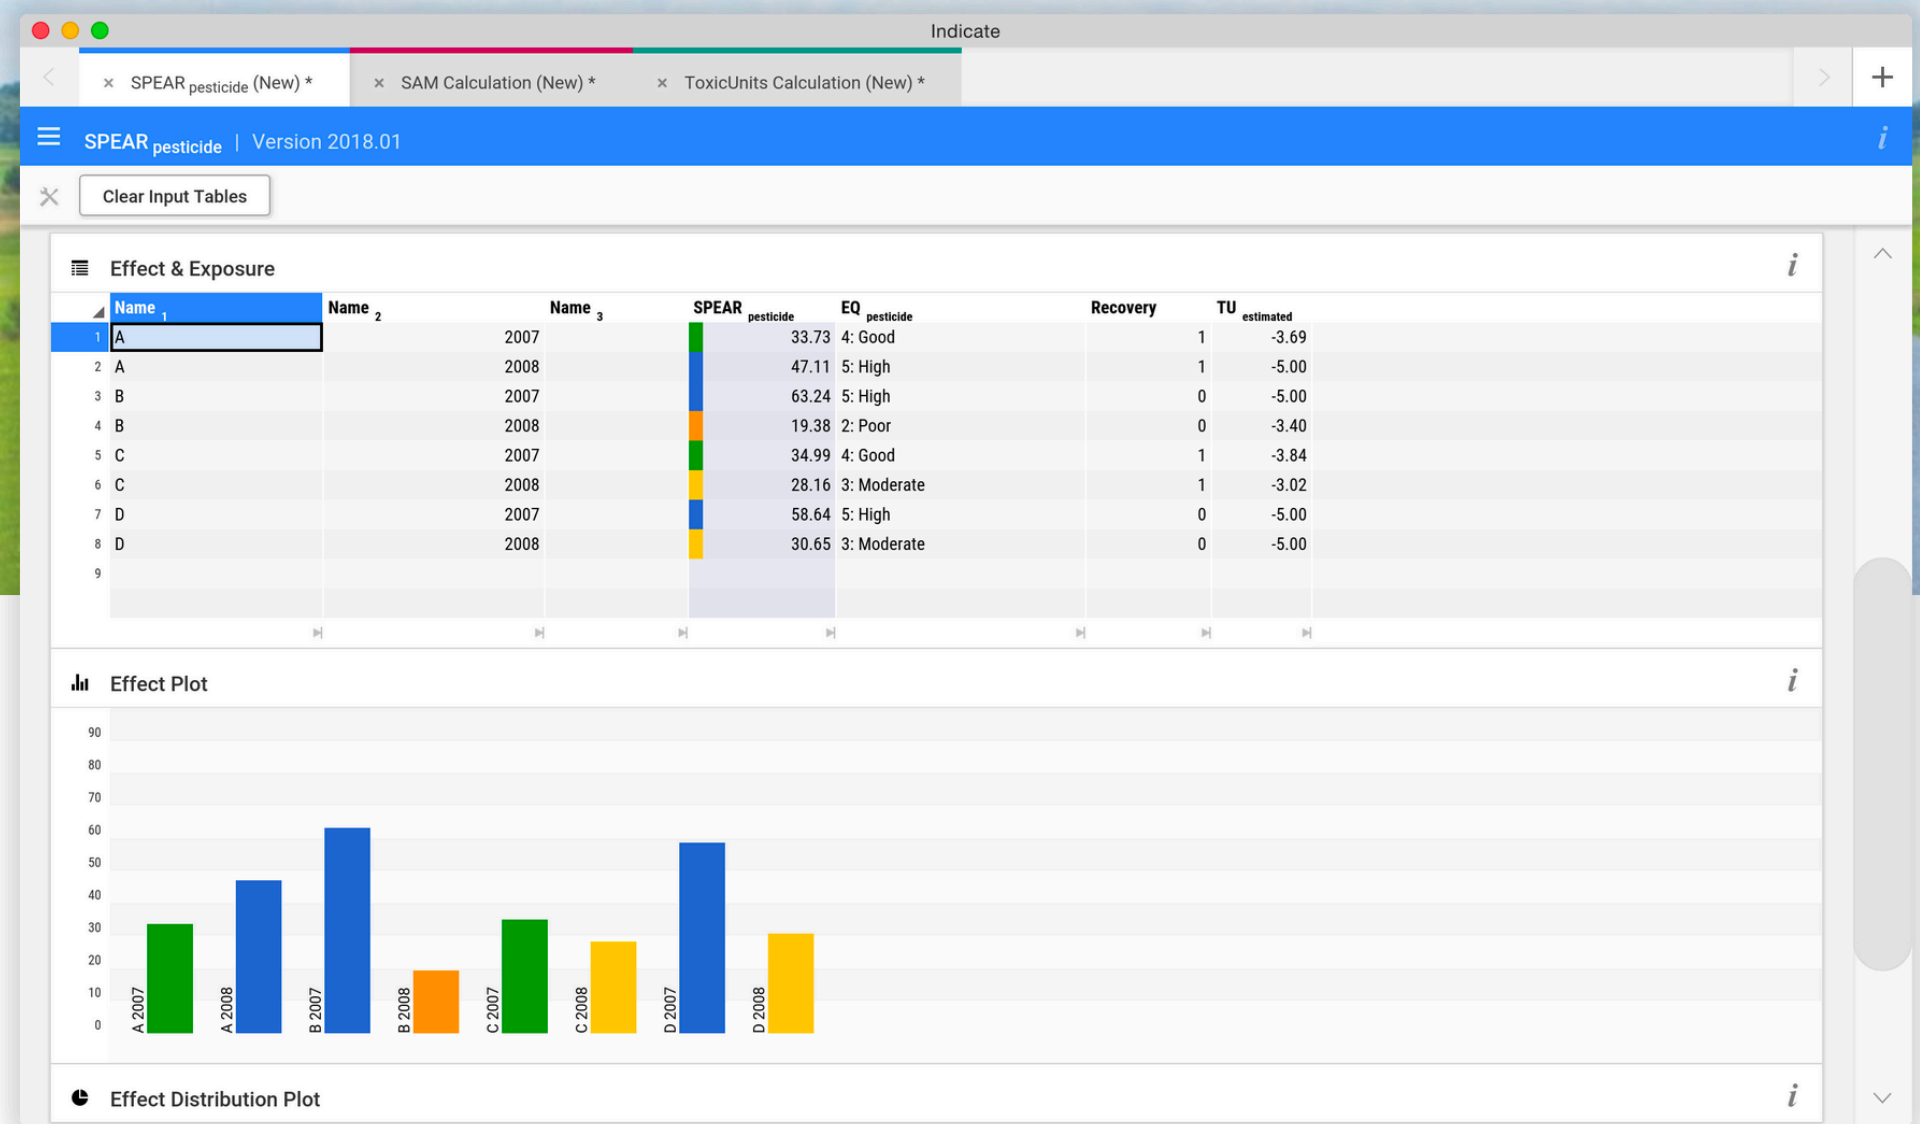 Indicate
× SPEAR pesticide (New) * × SAM Calculation (New) * × ToxicUnits Calculation (New) *
SPEAR pesticide | Version 2018.01 i
Clear Input Tables
Effect & Exposure i
Name 1 Name 2 Name 3 SPEAR pesticide EQ pesticide Recovery TU estimated
1 A 2007 33.73 4: Good 1 -3.69
2 A 2008 47.11 5: High 1 -5.00
3 B 2007 63.24 5: High 0 -5.00
4 B 2008 19.38 2: Poor 0 -3.40
5 C 2007 34.99 4: Good 1 -3.84
6 C 2008 28.16 3: Moderate 1 -3.02
7 D 2007 58.64 5: High 0 -5.00
8 D 2008 30.65 3: Moderate 0 -5.00
9
Effect Plot i
90
80
70
60
50
40
30
20
10
0
A 2007
A 2008
B 2007
B 2008
C 2007
C 2008
D 2007
D 2008
Effect Distribution Plot i